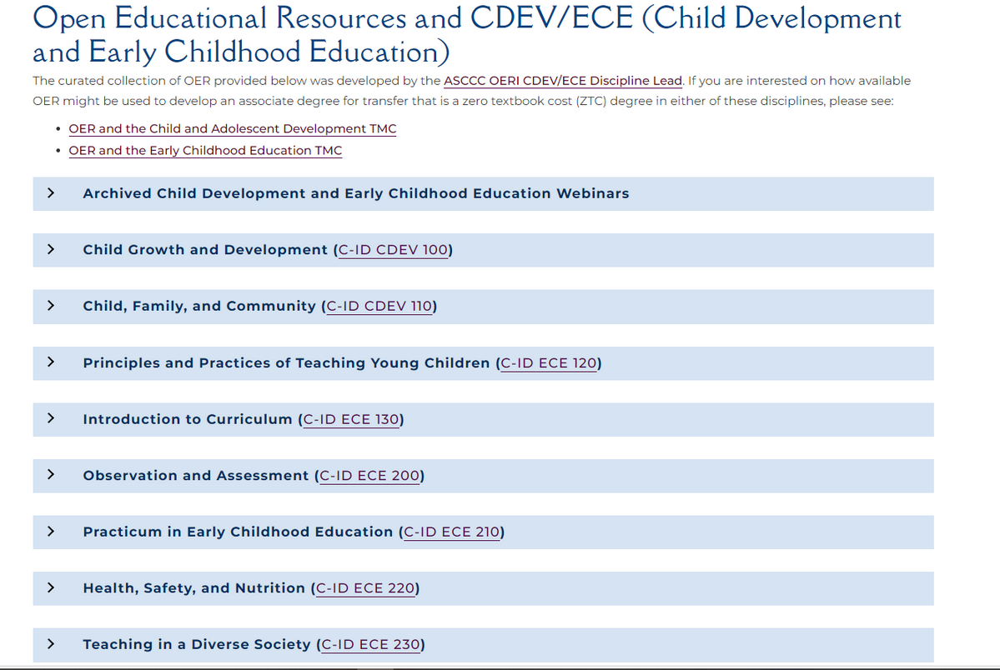 Open Educational Resources and CDEV/ECE (Child Development
and Early Childhood Education)
The curated collection of OER provided below was developed by the ASCCC OERI CDEV/ECE Discipline Lead. If you are interested on how available
OER might be used to develop an associate degree for transfer that is a zero textbook cost (ZTC) degree in either of these disciplines, please see:
• OER and the Child and Adolescent Development TMC
• OER and the Early Childhood Education TMC
Archived Child Development and Early Childhood Education Webinars
Child Growth and Development (C-ID CDEV 100)
Child, Family, and Community (C-ID CDEV 110)
Principles and Practices of Teaching Young Children (C-ID ECE 120)
Introduction to Curriculum (C-ID ECE 130)
Observation and Assessment (C-ID ECE 200)
Practicum in Early Childhood Education (C-ID ECE 210)
Health, Safety, and Nutrition (C-ID ECE 220)
Teaching in a Diverse Society (C-ID ECE 230)